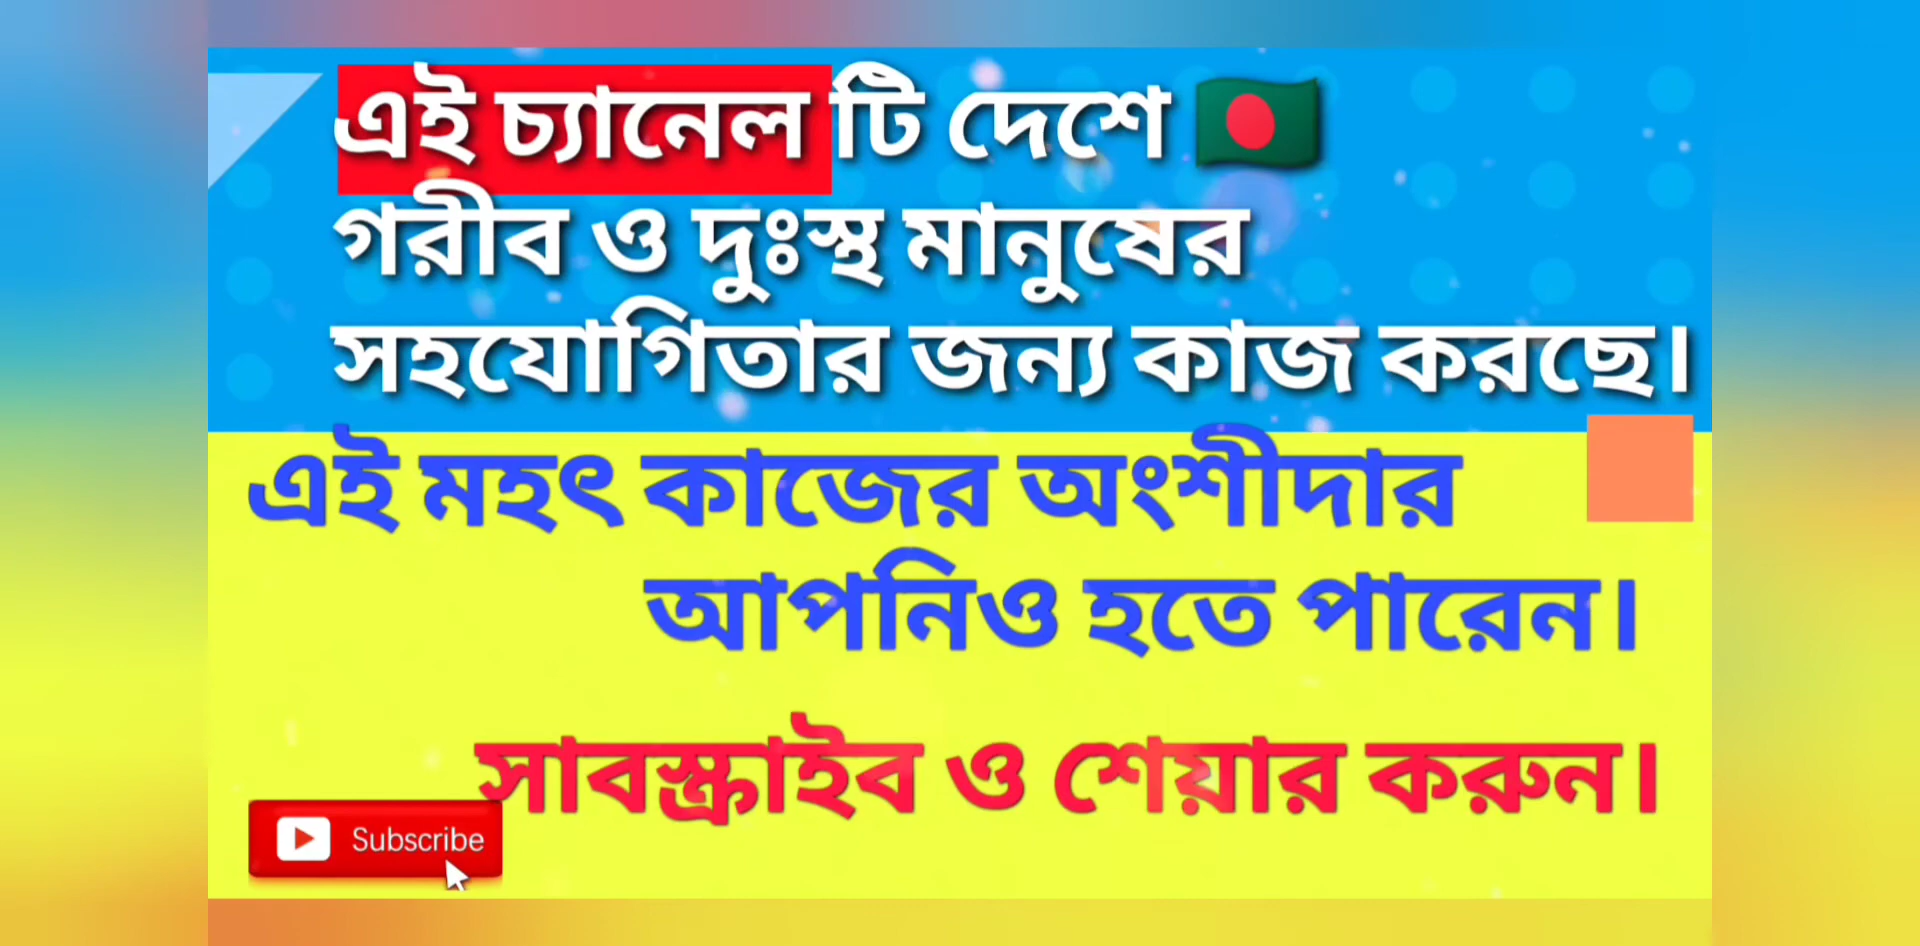 এই চ্যানেল টি দেশে 🇧🇩
গরীব ও দুঃস্থ মানুষের
সহযোগিতার জন্য কাজ করছে।
এই মহৎ কাজের অংশীদার
আপনিও হতে পারেন।
সাবস্ক্রাইব ও শেয়ার করুন।
Subscribe